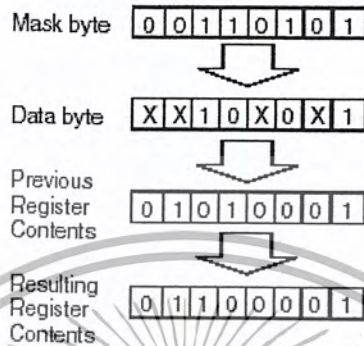 Mask byte 0 0 1 1 0 1 0 1
Data byte X X 1 0 X 0 X 1
Previous
Register
Contents 0 1 0 1 0 0 0 1
Resulting
Register
Contents 0 1 1 0 0 0 0 1